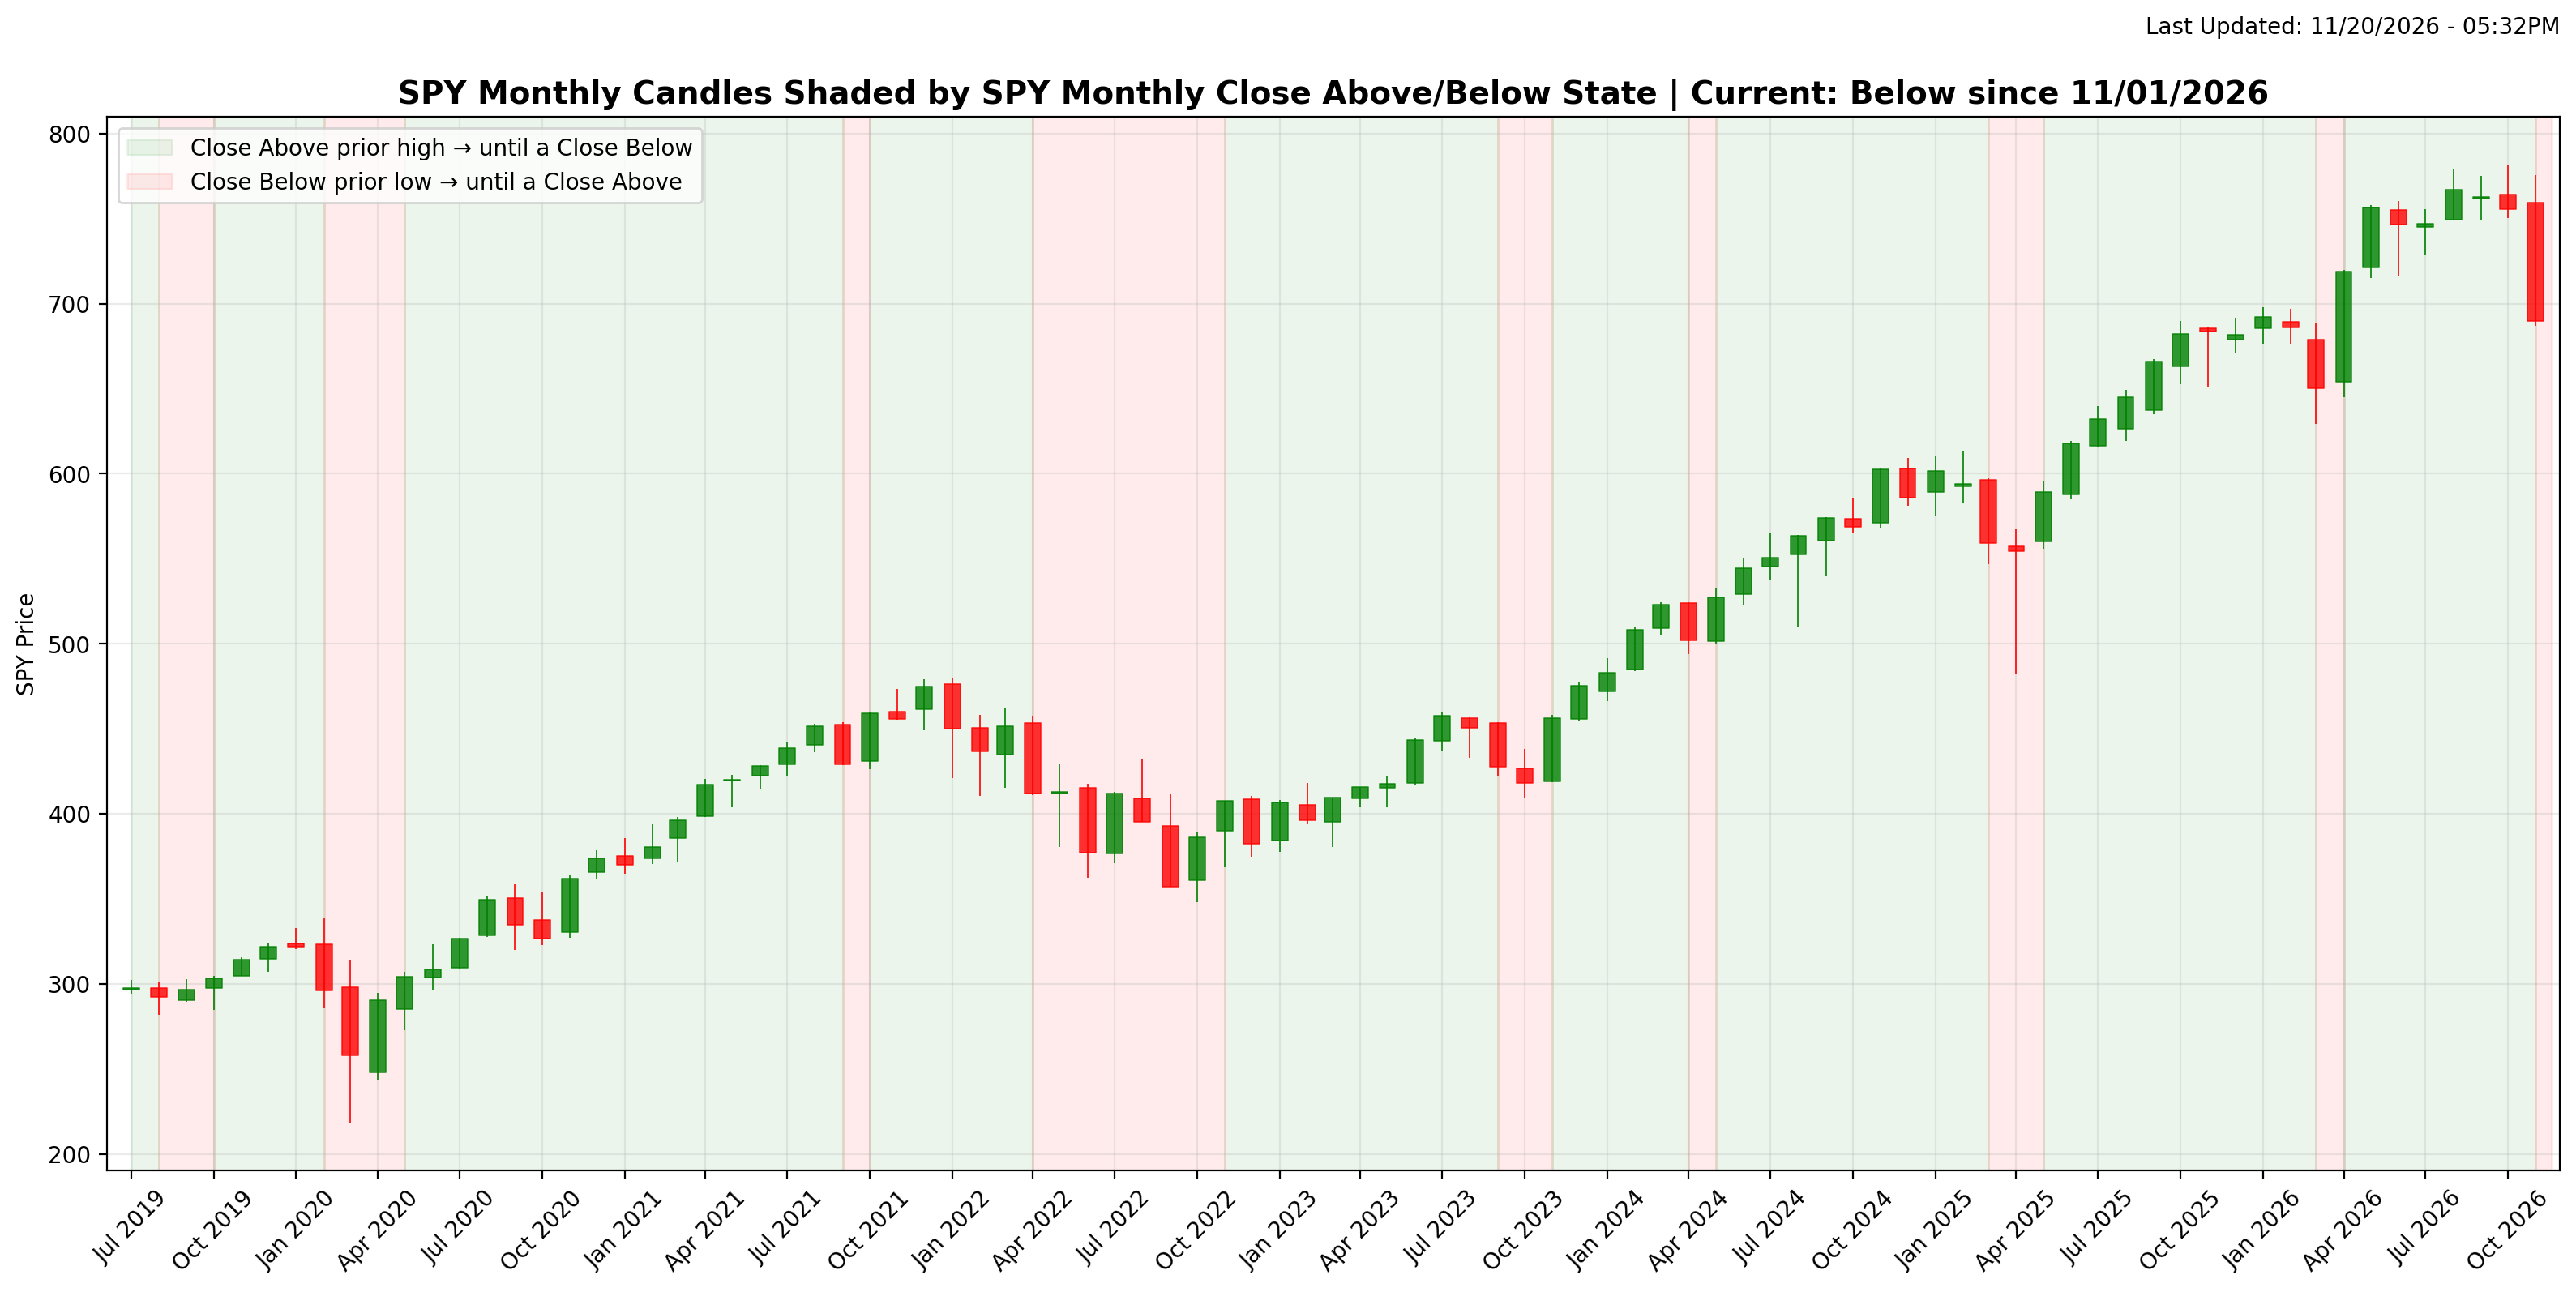 Last Updated: 11/20/2026 - 05:32PM
SPY Monthly Candles Shaded by SPY Monthly Close Above/Below State | Current: Below since 11/01/2026
Close Above prior high → until a Close Below
Close Below prior low → until a Close Above
800
700
600
500
400
300
200
SPY Price
Jul 2019
Oct 2019
Jan 2020
Apr 2020
Jul 2020
Oct 2020
Jan 2021
Apr 2021
Jul 2021
Oct 2021
Jan 2022
Apr 2022
Jul 2022
Oct 2022
Jan 2023
Apr 2023
Jul 2023
Oct 2023
Jan 2024
Apr 2024
Jul 2024
Oct 2024
Jan 2025
Apr 2025
Jul 2025
Oct 2025
Jan 2026
Apr 2026
Jul 2026
Oct 2026